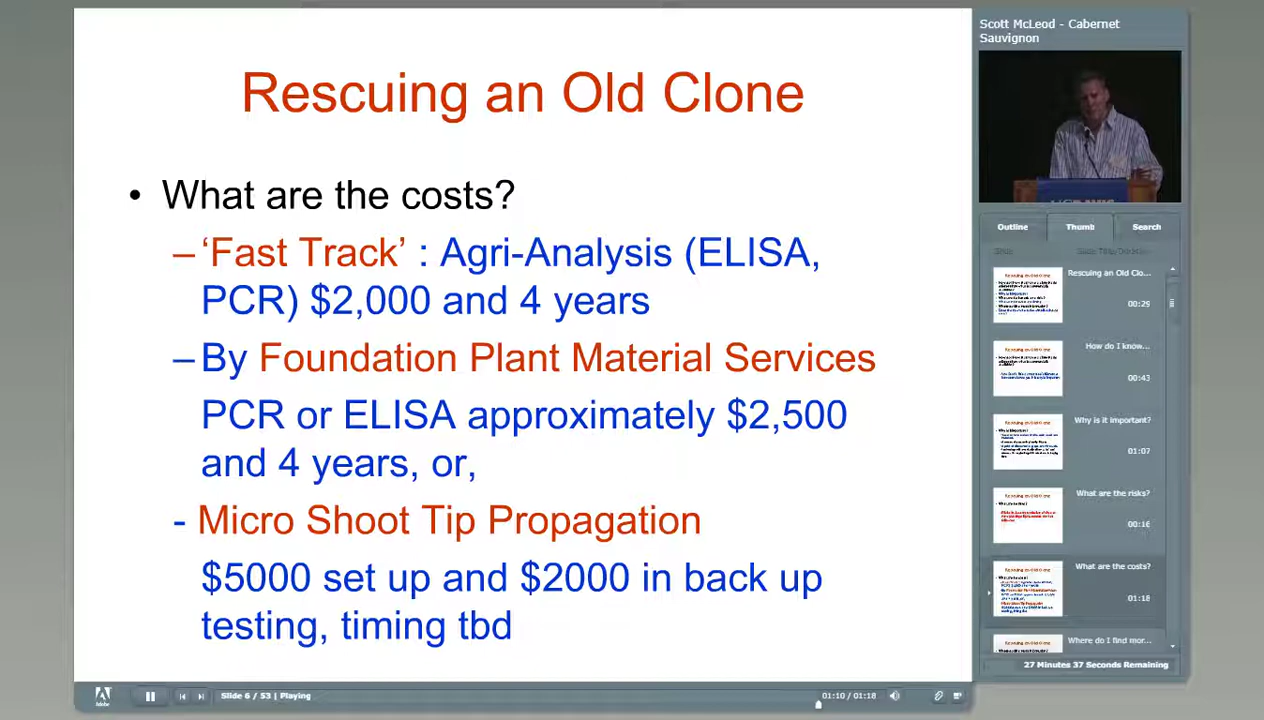 Rescuing an Old Clone
• What are the costs?
–‘Fast Track’ : Agri-Analysis (ELISA,
PCR) $2,000 and 4 years
–By Foundation Plant Material Services
PCR or ELISA approximately $2,500
and 4 years, or,
- Micro Shoot Tip Propagation
$5000 set up and $2000 in back up
testing, timing tbd
Scott McLeod - Cabernet
Sauvignon
Outline Thumb Search
Rescuing an Old Clo...
00:29
How do I know...
00:43
Why is it important?
01:07
What are the risks?
00:16
What are the costs?
01:18
Where do I find mor...
27 Minutes 37 Seconds Remaining
Adobe
Slide 6 / 53 | Playing
01:10 / 01:18